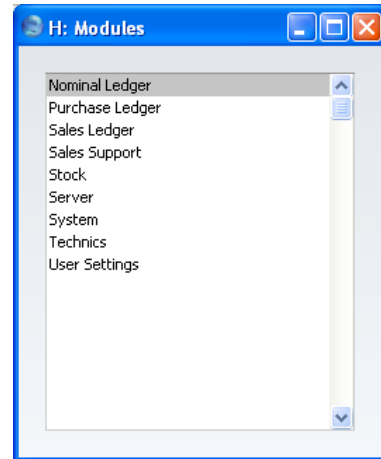 H: Modules
Nominal Ledger
Purchase Ledger
Sales Ledger
Sales Support
Stock
Server
System
Technics
User Settings